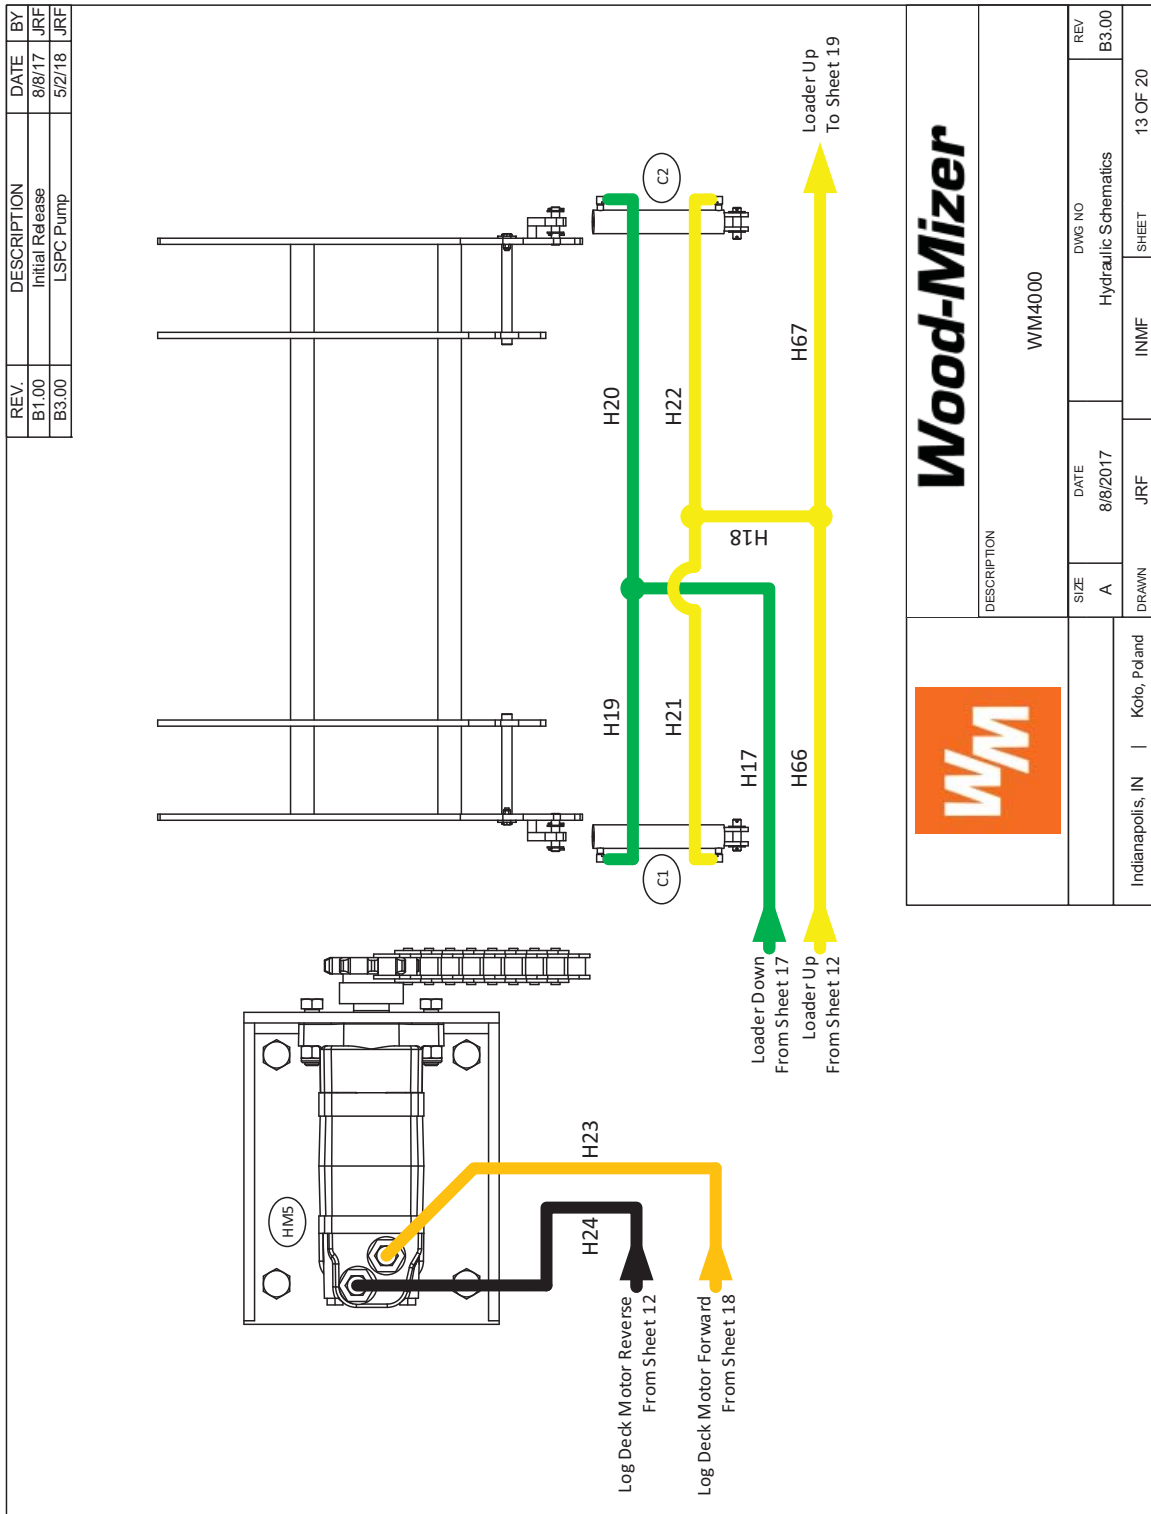 REV. DESCRIPTION DATE BY
B1.00 Initial Release 8/8/17 JRF
B3.00 LSPC Pump 5/2/18 JRF
HM5
H24
H23
Log Deck Motor Reverse
From Sheet 12
Log Deck Motor Forward
From Sheet 18
C1
C2
H19
H20
H21
H22
H17
H18
H66
H67
Loader Down
From Sheet 17
Loader Up
From Sheet 12
Loader Up
To Sheet 19
WM
Wood-Mizer
DESCRIPTION
WM4000
SIZE DATE DWG NO REV
A 8/8/2017 Hydraulic Schematics B3.00
Indianapolis, IN | Koło, Poland
DRAWN JRF INMF SHEET 13 OF 20